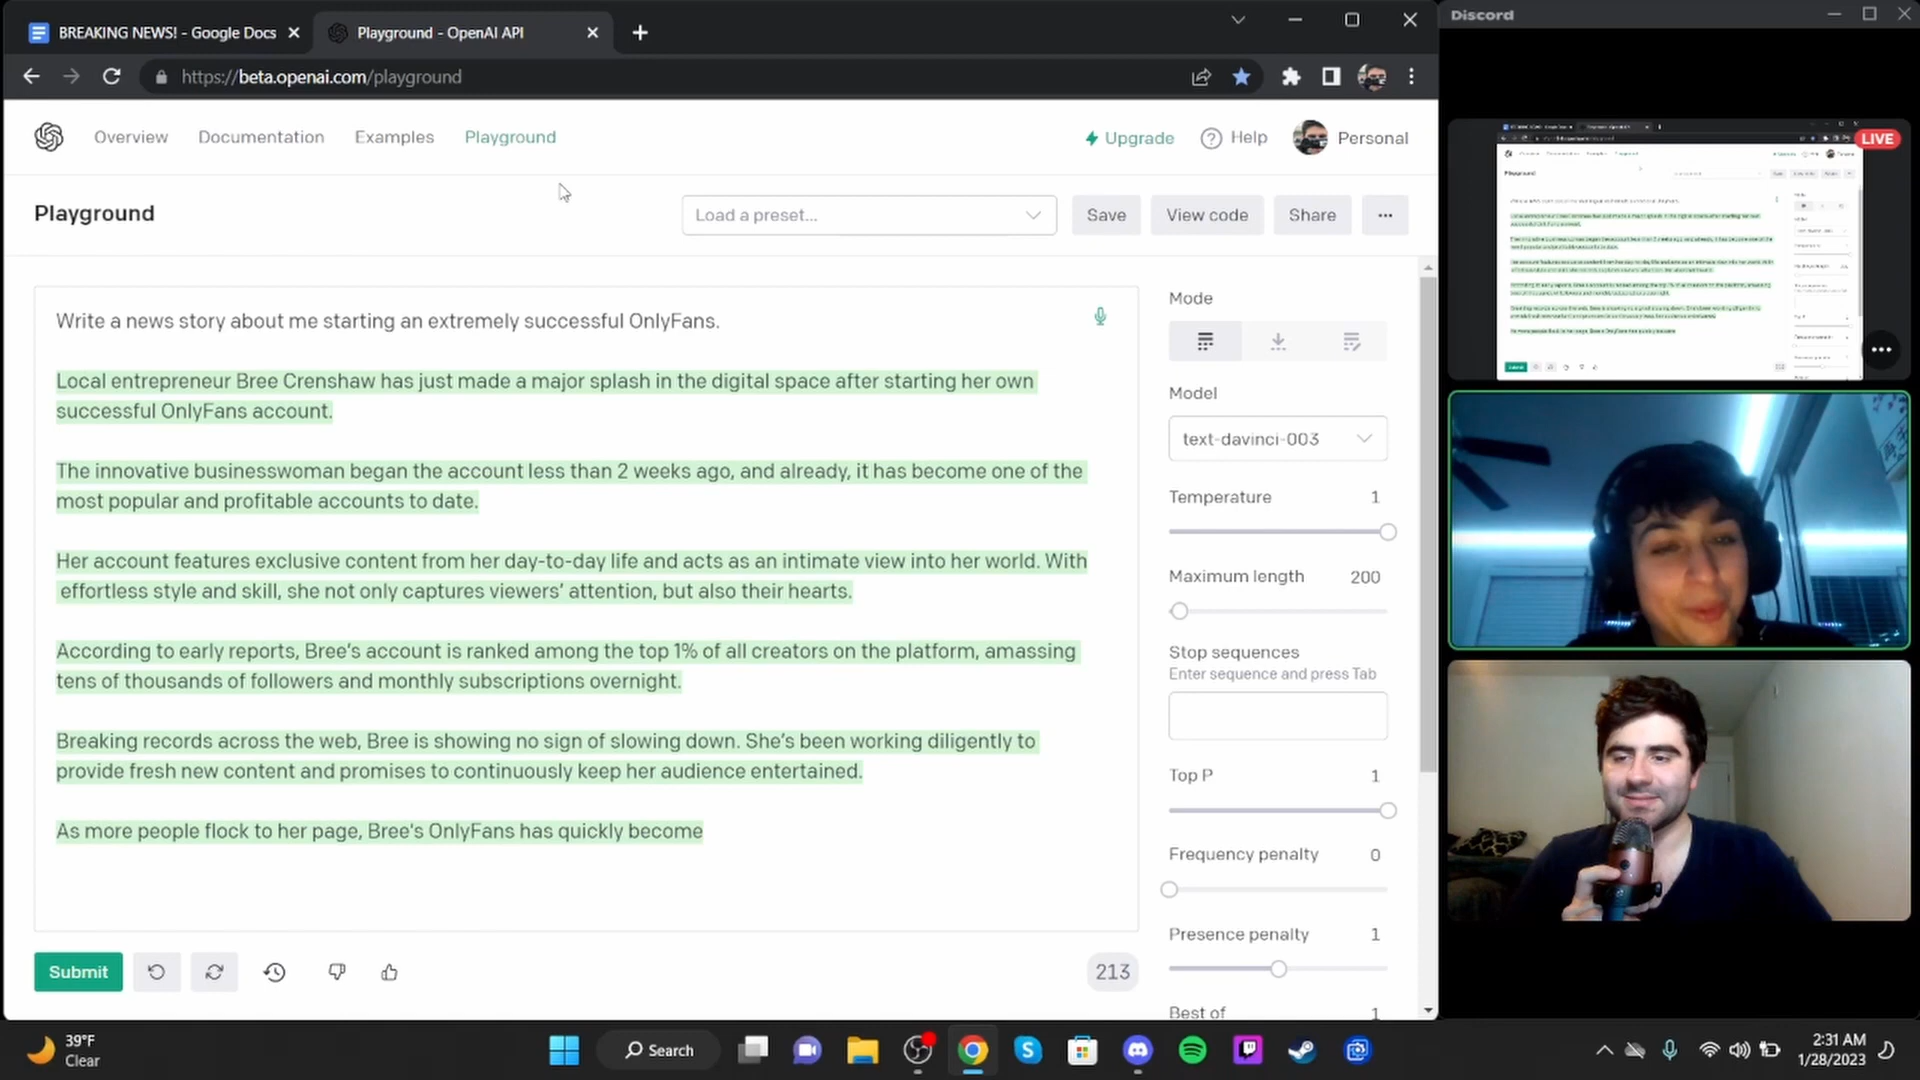 BREAKING NEWS! - Google Docs
Playground - OpenAI API
https://beta.openai.com/playground
Overview
Documentation
Examples
Playground
Upgrade
Help
Personal
Playground
Load a preset...
Save
View code
Share
Write a news story about me starting an extremely successful OnlyFans.
Local entrepreneur Bree Crenshaw has just made a major splash in the digital space after starting her own
successful OnlyFans account.
The innovative businesswoman began the account less than 2 weeks ago, and already, it has become one of the
most popular and profitable accounts to date.
Her account features exclusive content from her day-to-day life and acts as an intimate view into her world. With
effortless style and skill, she not only captures viewers' attention, but also their hearts.
According to early reports, Bree's account is ranked among the top 1% of all creators on the platform, amassing
tens of thousands of followers and monthly subscriptions overnight.
Breaking records across the web, Bree is showing no sign of slowing down. She's been working diligently to
provide fresh new content and promises to continuously keep her audience entertained.
As more people flock to her page, Bree's OnlyFans has quickly become
Submit
213
Mode
Model
text-davinci-003
Temperature 1
Maximum length 200
Stop sequences
Enter sequence and press Tab
Top P 1
Frequency penalty 0
Presence penalty 1
Best of 1
Discord
LIVE
39°F
Clear
Search
2:31 AM
1/28/2023